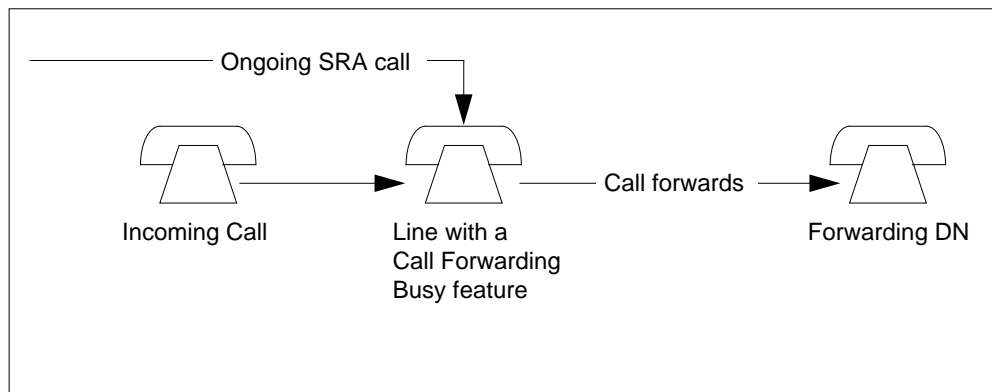 Ongoing SRA call
Call forwards
Incoming Call
Line with a
Call Forwarding
Busy feature
Forwarding DN